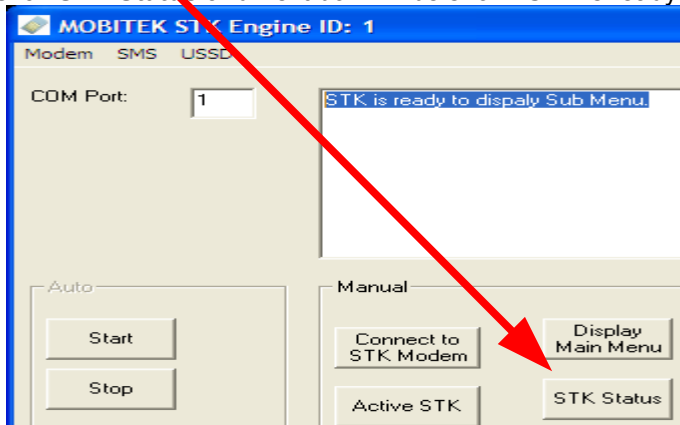 MOBITEK STK Engine ID: 1
Modem SMS USSD
COM Port: 1
STK is ready to dispaly Sub Menu.
Auto
Manual
Start
Stop
Connect to
STK Modem
Display
Main Menu
Active STK
STK Status